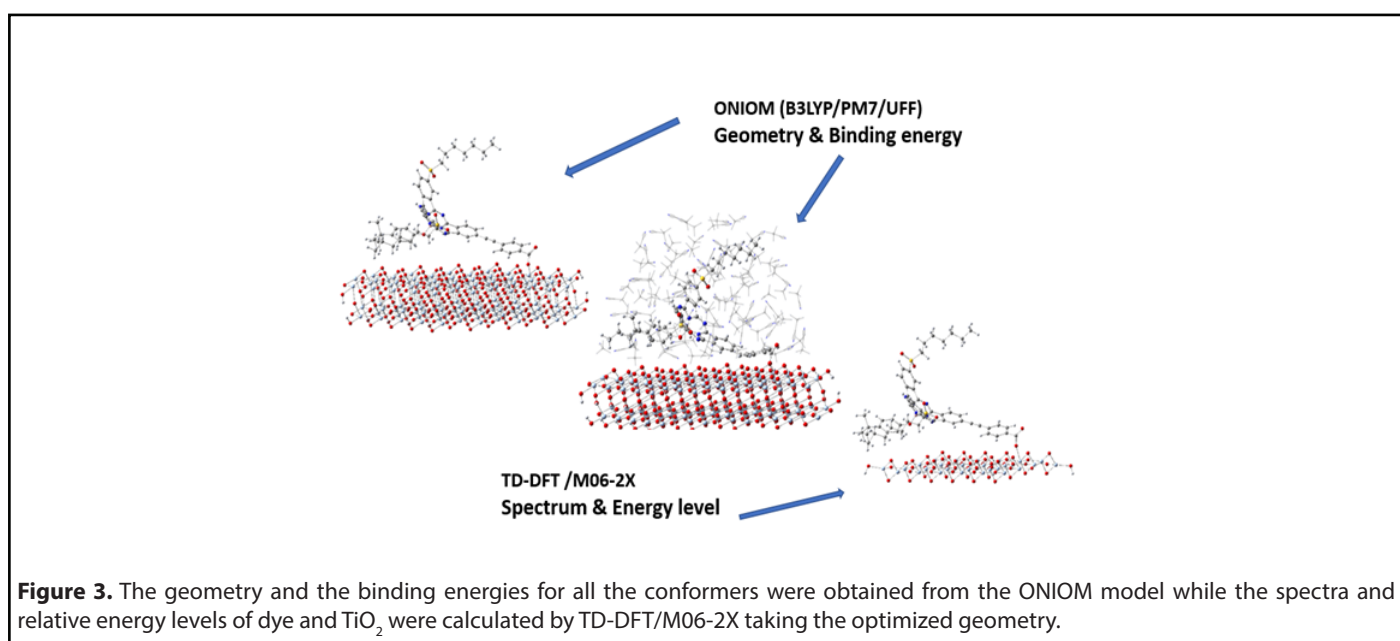 ONIOM (B3LYP/PM7/UFF)
Geometry & Binding energy
TD-DFT /M06-2X
Spectrum & Energy level
Figure 3. The geometry and the binding energies for all the conformers were obtained from the ONIOM model while the spectra and
relative energy levels of dye and TiO₂ were calculated by TD-DFT/M06-2X taking the optimized geometry.